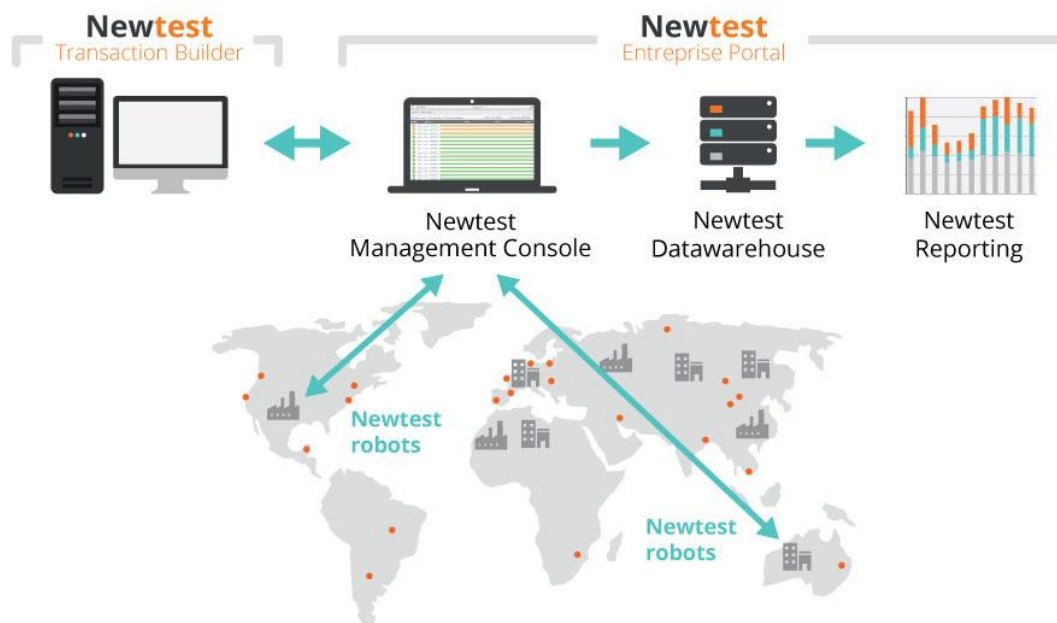 Newtest
Transaction Builder
Newtest
Entreprise Portal
Newtest
Management Console
Newtest
Datawarehouse
Newtest
Reporting
Newtest
robots
Newtest
robots